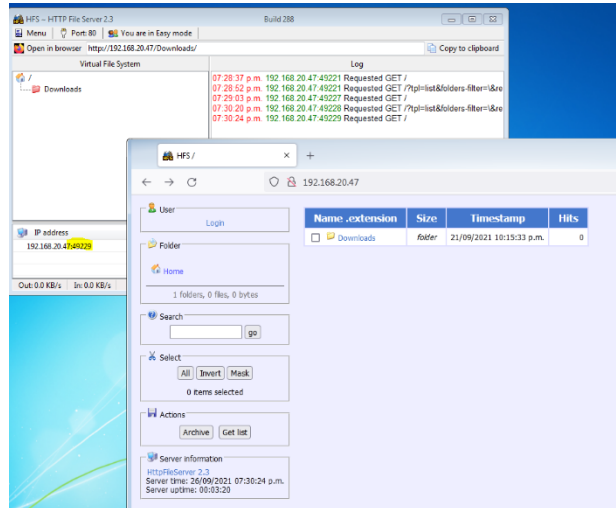 HFS ~ HTTP File Server 2.3 Build 288
Menu Port: 80 You are in Easy mode
Open in browser http://192.168.20.47/Downloads/ Copy to clipboard
Virtual File System Log
/
Downloads
07:28:37 p.m. 192.168.20.47:49221 Requested GET /
07:28:52 p.m. 192.168.20.47:49221 Requested GET /?tpl=list&folders-filter=\&re
07:29:03 p.m. 192.168.20.47:49227 Requested GET /
07:30:20 p.m. 192.168.20.47:49228 Requested GET /?tpl=list&folders-filter=\&re
07:30:24 p.m. 192.168.20.47:49229 Requested GET /
IP address
192.168.20.47:49229
Out: 0.0 KB/s In: 0.0 KB/s
HFS /
192.168.20.47
User
Login
Folder
Home
1 folders, 0 files, 0 bytes
Search
go
Select
All Invert Mask
0 items selected
Actions
Archive Get list
Server information
HttpFileServer 2.3
Server time: 26/09/2021 07:30:24 p.m.
Server uptime: 00:03:20
Name .extension Size Timestamp Hits
Downloads folder 21/09/2021 10:15:33 p.m. 0